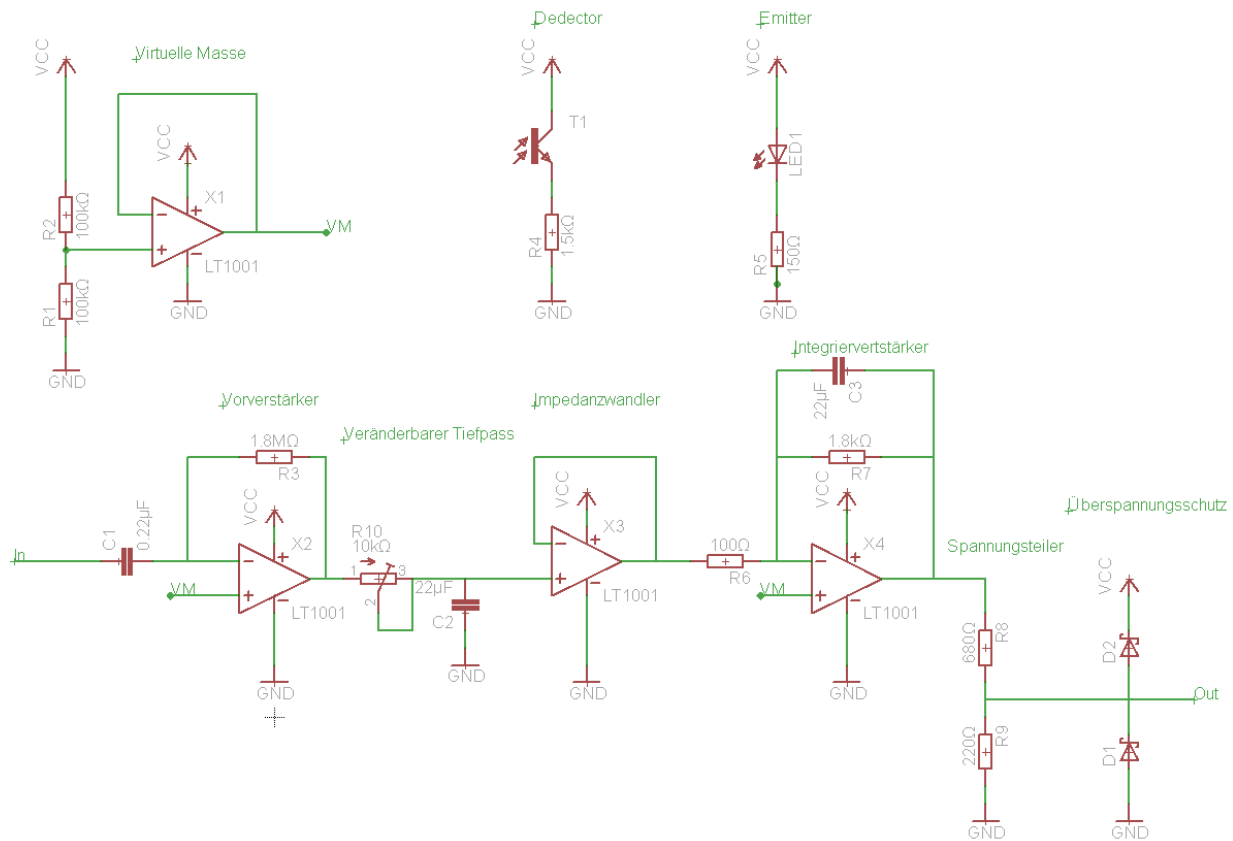 Dedector
Emitter
Virtuelle Masse
VCC
VCC
VCC
VCC
T1
LED1
X1
R2
100kΩ
VM
R4
1.5kΩ
R5
150Ω
LT1001
R1
100kΩ
GND
GND
GND
GND
Integriervertstärker
22µF
C3
Vorverstärker
Impedanzwandler
Veränderbarer Tiefpass
1.8MΩ
R3
1.8kΩ
R7
VCC
VCC
VCC
Überspannungsschutz
C1
0.22µF
R10
10kΩ
X2
X3
X4
In
1
3
2
22µF
C2
100Ω
R6
Spannungsteiler
VCC
VM
VM
LT1001
LT1001
LT1001
680Ω
R8
D2
GND
GND
GND
GND
Out
220Ω
R9
D1
GND
GND